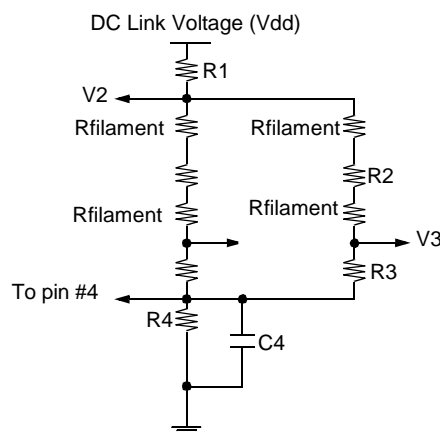 DC Link Voltage (Vdd)
R1
V2
Rfilament Rfilament
R2
Rfilament Rfilament
V3
R3
To pin #4
R4
C4